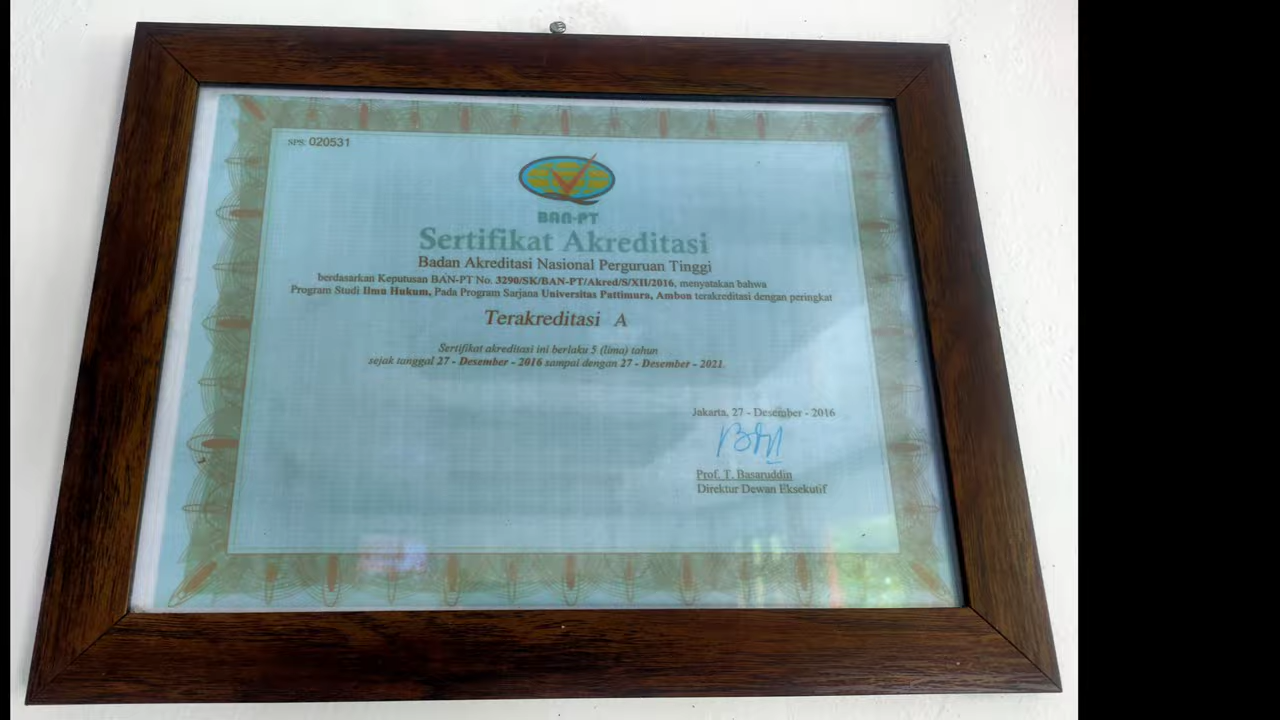 SPS: 020531
BAN-PT
Sertifikat Akreditasi
Badan Akreditasi Nasional Perguruan Tinggi
berdasarkan Keputusan BAN-PT No. 3290/SK/BAN-PT/Akred/S/XII/2016, menyatakan bahwa
Program Studi Ilmu Hukum, Pada Program Sarjana Universitas Pattimura, Ambon terakreditasi dengan peringkat
Terakreditasi A
Sertifikat akreditasi ini berlaku 5 (lima) tahun
sejak tanggal 27 - Desember - 2016 sampai dengan 27 - Desember - 2021.
Jakarta, 27 - Desember - 2016
Prof. T. Basaruddin
Direktur Dewan Eksekutif